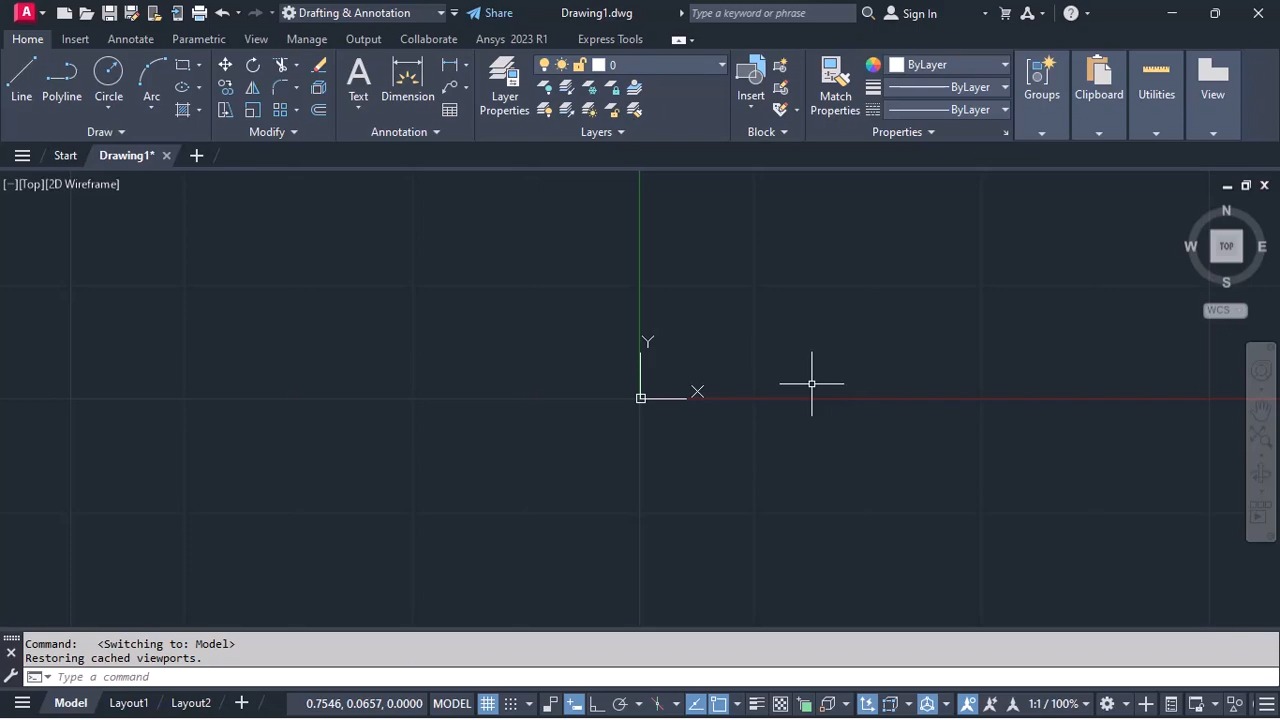 A Drafting & Annotation Share Drawing1.dwg Type a keyword or phrase Sign In
Home Insert Annotate Parametric View Manage Output Collaborate Ansys 2023 R1 Express Tools
0 ByLayer
ByLayer
Line Polyline Circle Arc Text Dimension Layer Properties Insert Match Properties Groups Clipboard Utilities View
ByLayer
Draw Modify Annotation Layers Block Properties
Start Drawing1*
[−][Top][2D Wireframe]
N
W TOP E
S
WCS
Y
X
Command: <Switching to: Model>
Restoring cached viewports.
Type a command
Model Layout1 Layout2 0.7546, 0.0657, 0.0000 MODEL 1:1 / 100%